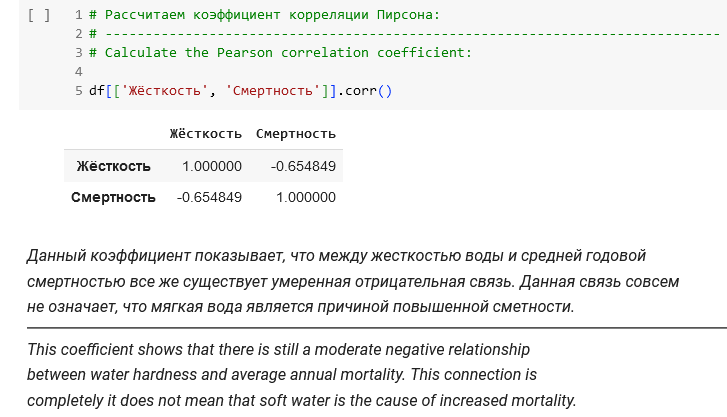 [ ] 1 # Рассчитаем коэффициент корреляции Пирсона:
2 # ------------------------------------------------------------------------------
3 # Calculate the Pearson correlation coefficient:
4
5 df[['Жёсткость', 'Смертность']].corr()
Жёсткость Смертность
Жёсткость 1.000000 -0.654849
Смертность -0.654849 1.000000
Данный коэффициент показывает, что между жесткостью воды и средней годовой
смертностью все же существует умеренная отрицательная связь. Данная связь совсем
не означает, что мягкая вода является причиной повышенной сметности.
This coefficient shows that there is still a moderate negative relationship
between water hardness and average annual mortality. This connection is
completely it does not mean that soft water is the cause of increased mortality.